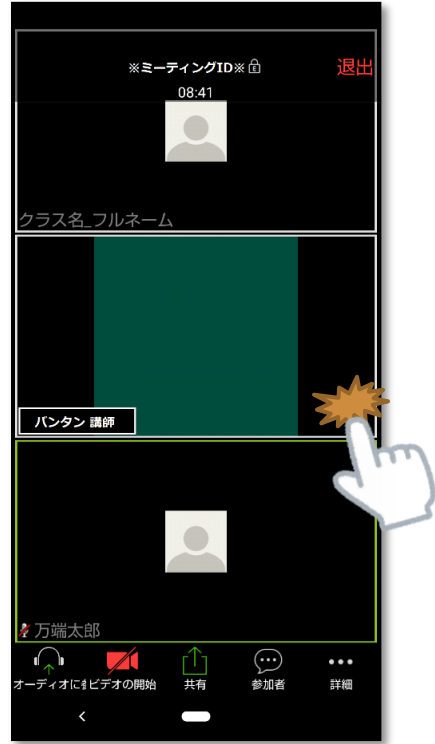 ※ミーティングID※
退出
08:41
クラス名_フルネーム
バンタン 講師
万端太郎
オーディオに ビデオの開始 共有 参加者 詳細